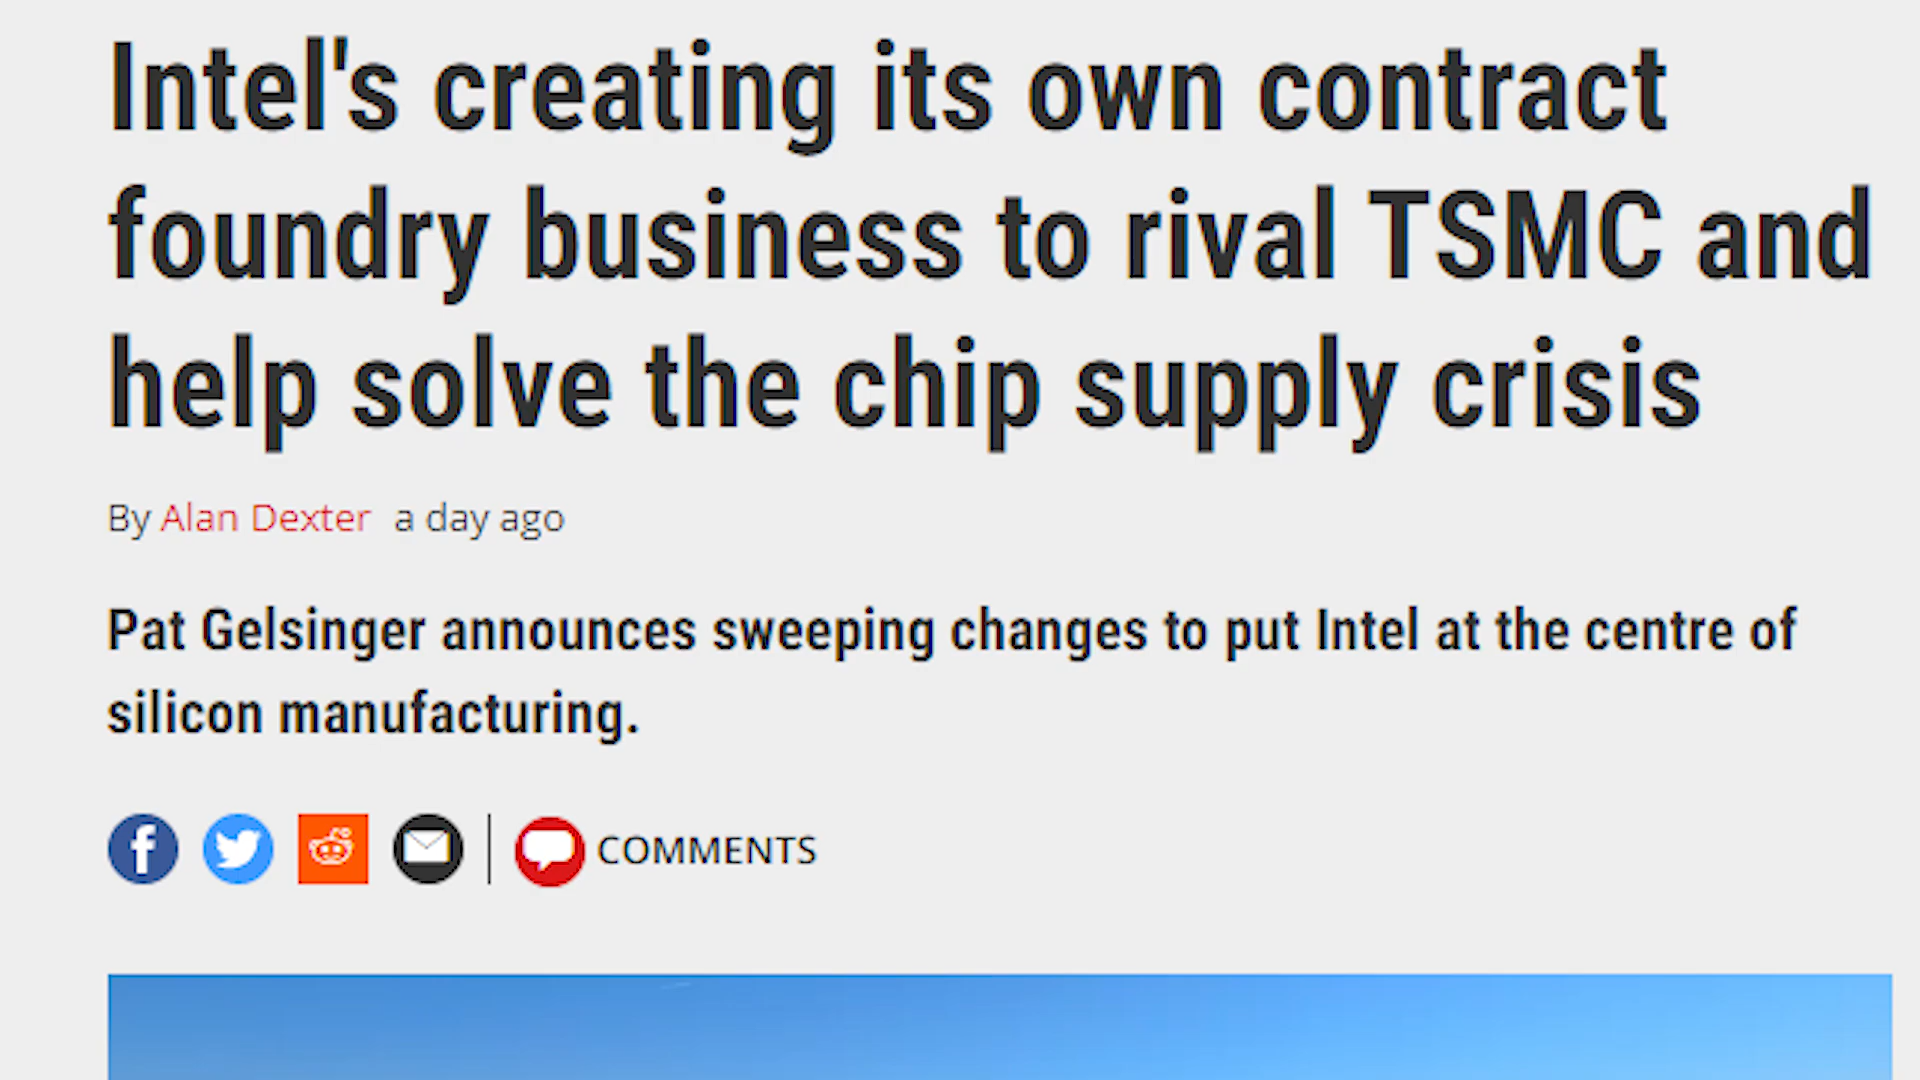 Intel's creating its own contract
foundry business to rival TSMC and
help solve the chip supply crisis
By Alan Dexter a day ago
Pat Gelsinger announces sweeping changes to put Intel at the centre of
silicon manufacturing.
COMMENTS